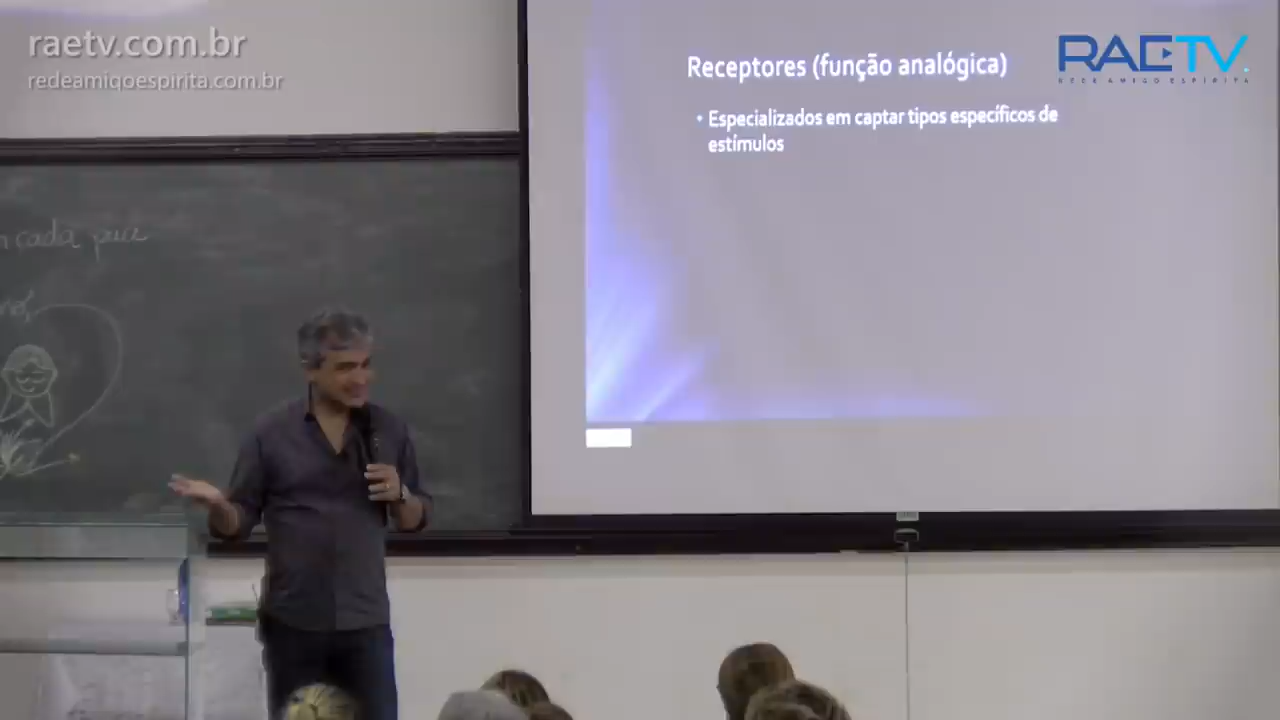 raetv.com.br
redeamigoespirita.com.br
RAETV.
REDE AMIGO ESPÍRITA
Receptores (função analógica)
• Especializados em captar tipos específicos de
estímulos
cada